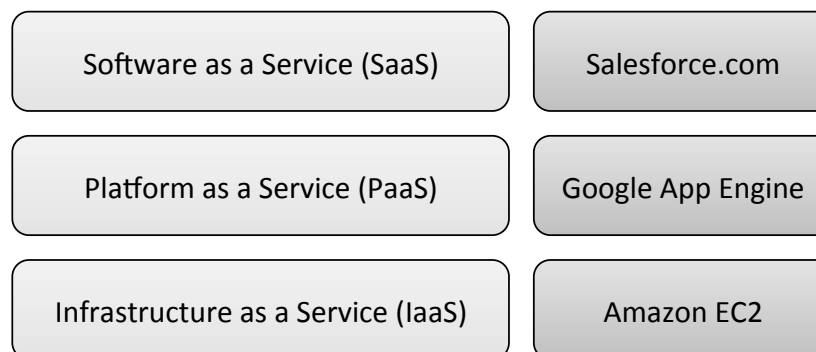 Software as a Service (SaaS)
Salesforce.com
Platform as a Service (PaaS)
Google App Engine
Infrastructure as a Service (IaaS)
Amazon EC2